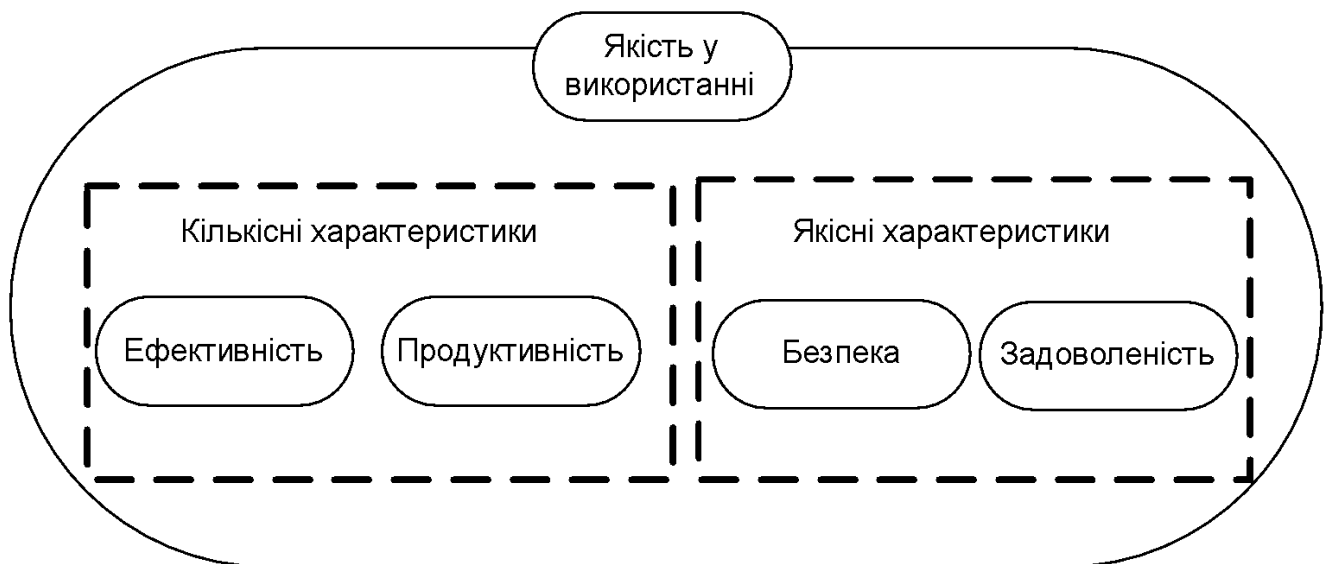 Якість у
використанні
Кількісні характеристики
Якісні характеристики
Ефективність
Продуктивність
Безпека
Задоволеність